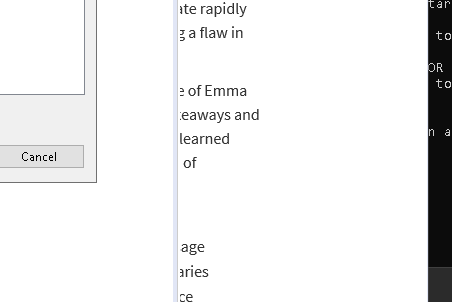 Cancel
ate rapidly
g a flaw in
e of Emma
teaways and
learned
of
age
aries
ce
tar
to
OR
to
n a